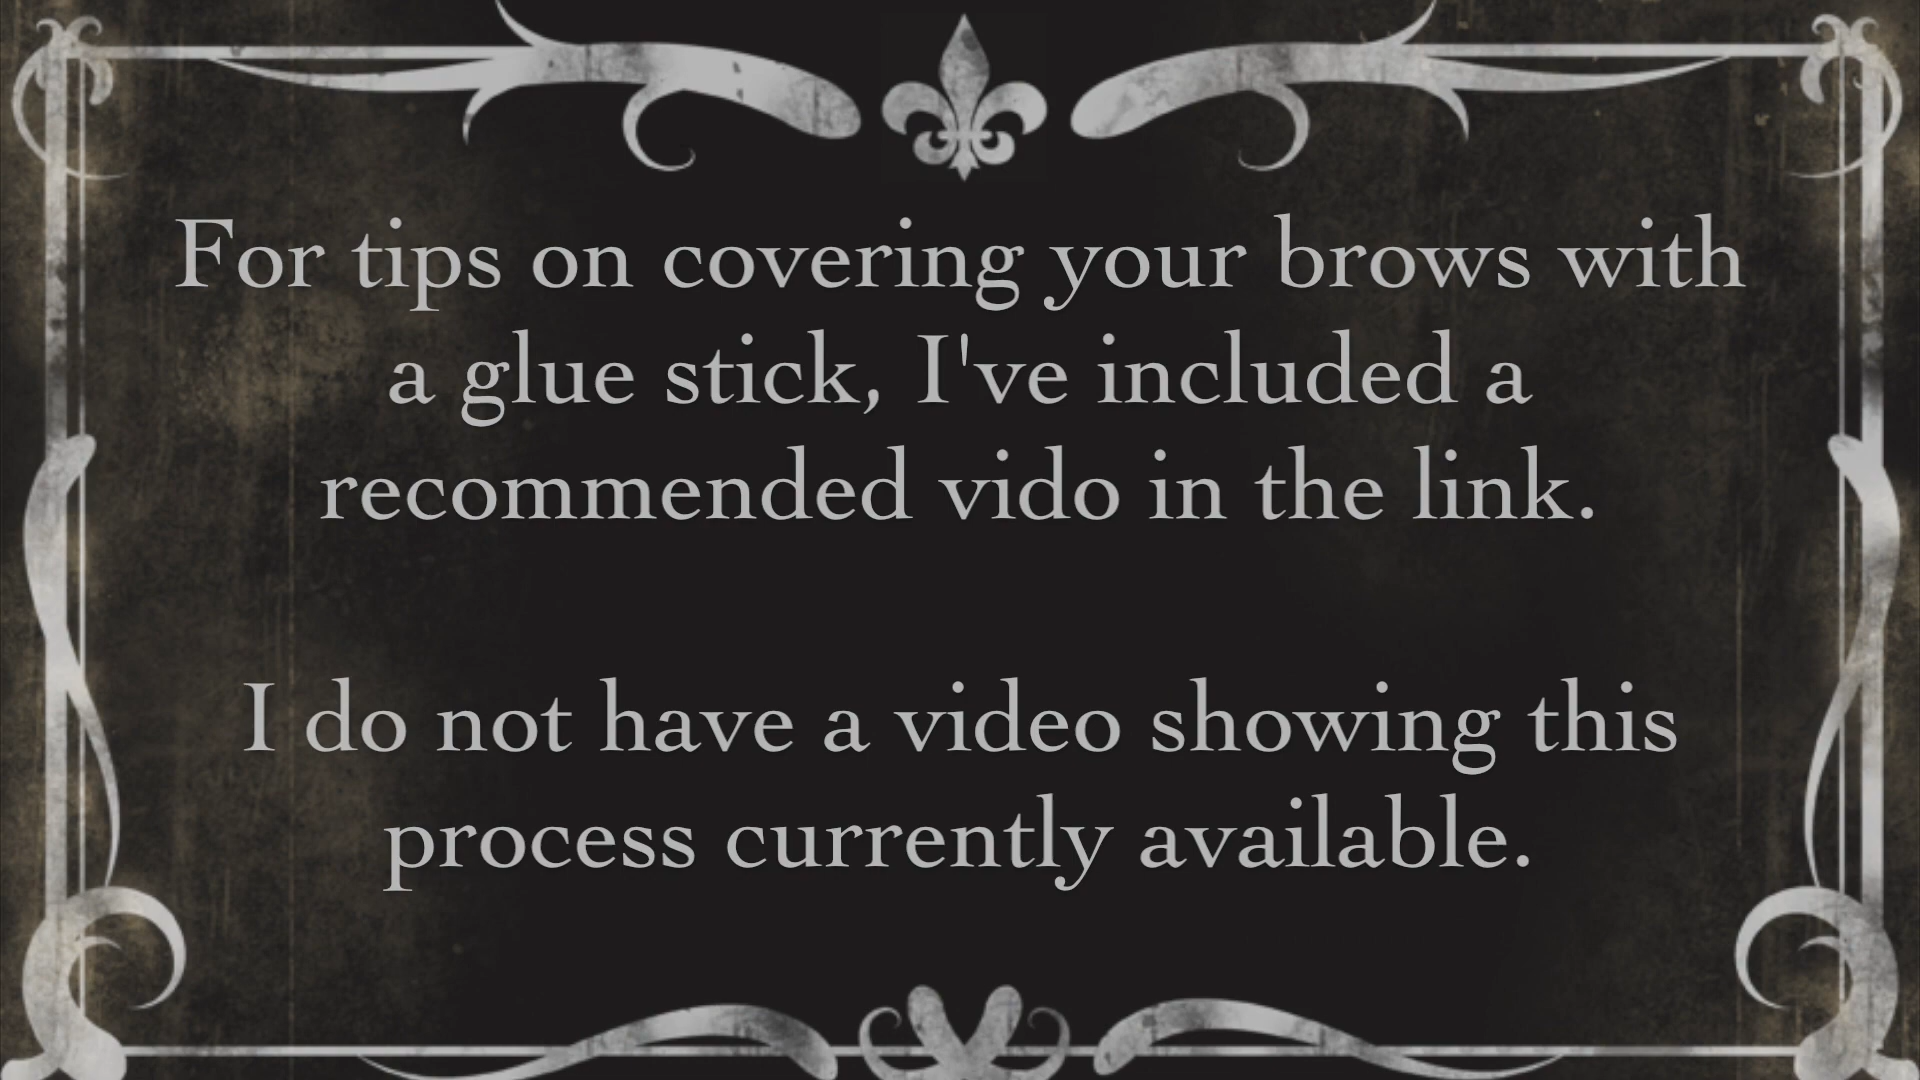 For tips on covering your brows with
a glue stick, I've included a
recommended vido in the link.
I do not have a video showing this
process currently available.